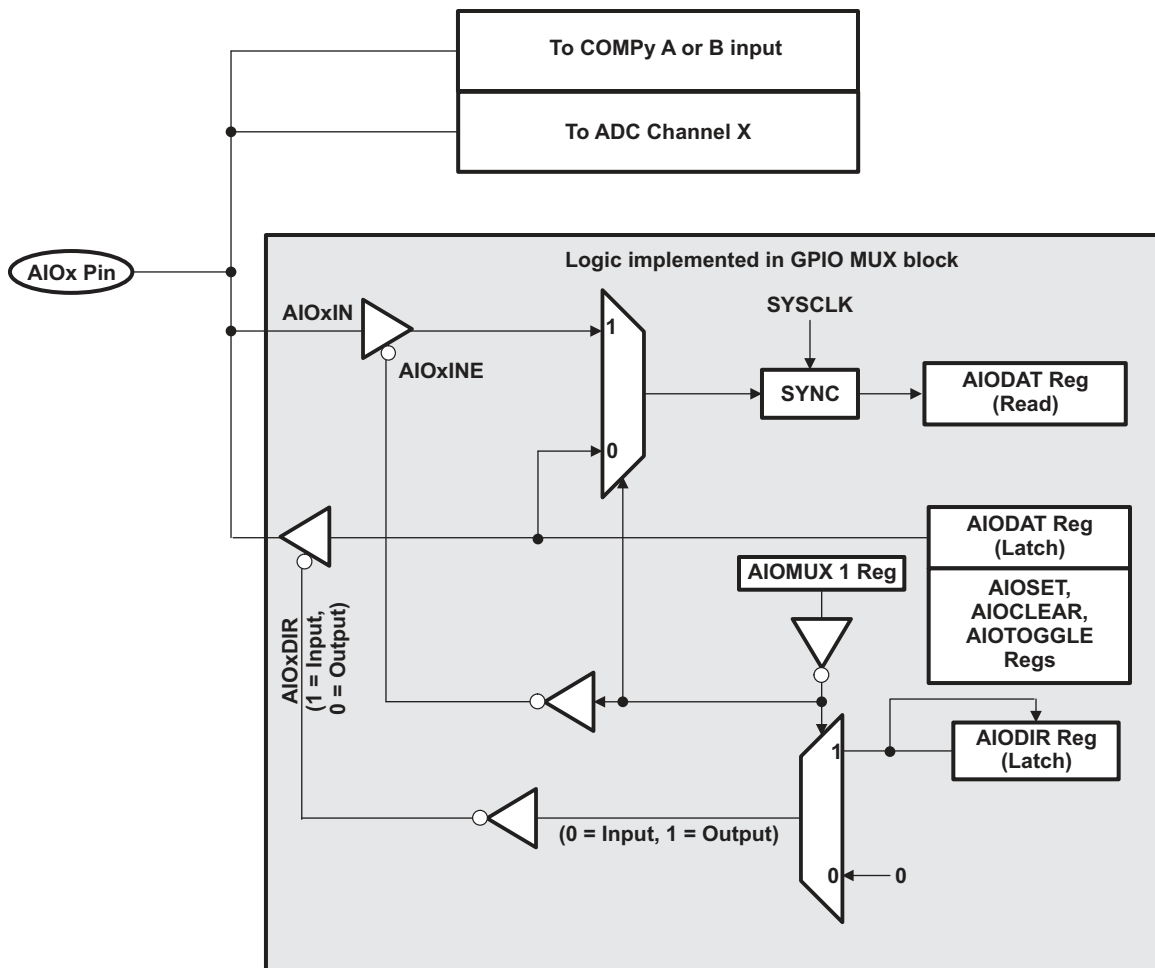 To COMPy A or B input
To ADC Channel X
AIOx Pin
Logic implemented in GPIO MUX block
AIOxIN
1
SYSCLK
AIOxINE
SYNC
AIODAT Reg
(Read)
0
AIODAT Reg
(Latch)
AIOMUX 1 Reg
AIOSET,
AIOCLEAR,
AIOTOGGLE
Regs
AIOxDIR
(1 = Input,
0 = Output)
1
AIODIR Reg
(Latch)
(0 = Input, 1 = Output)
0
0